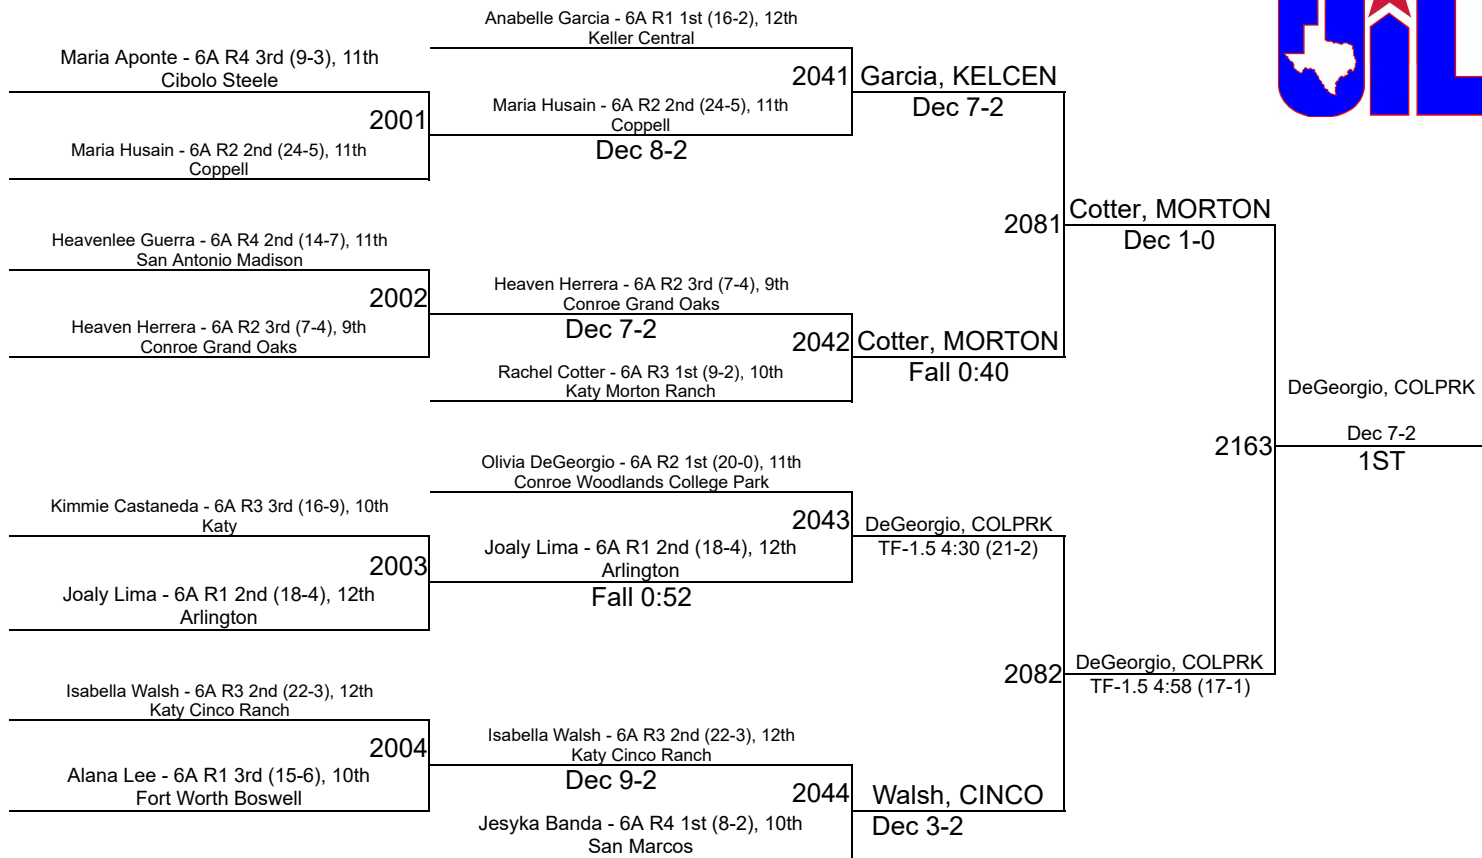 Anabelle Garcia - 6A R1 1st (16-2), 12th
Keller Central
Maria Aponte - 6A R4 3rd (9-3), 11th
Cibolo Steele
2001
Maria Husain - 6A R2 2nd (24-5), 11th
Coppell
2041
Maria Husain - 6A R2 2nd (24-5), 11th
Coppell
Dec 8-2
Garcia, KELCEN
Dec 7-2
Heavenlee Guerra - 6A R4 2nd (14-7), 11th
San Antonio Madison
2002
Heaven Herrera - 6A R2 3rd (7-4), 9th
Conroe Grand Oaks
Heaven Herrera - 6A R2 3rd (7-4), 9th
Conroe Grand Oaks
Dec 7-2
2042
Rachel Cotter - 6A R3 1st (9-2), 10th
Katy Morton Ranch
Cotter, MORTON
Fall 0:40
2081
Cotter, MORTON
Dec 1-0
Olivia DeGeorgio - 6A R2 1st (20-0), 11th
Conroe Woodlands College Park
Kimmie Castaneda - 6A R3 3rd (16-9), 10th
Katy
2003
Joaly Lima - 6A R1 2nd (18-4), 12th
Arlington
2043
Joaly Lima - 6A R1 2nd (18-4), 12th
Arlington
Fall 0:52
DeGeorgio, COLPRK
TF-1.5 4:30 (21-2)
Isabella Walsh - 6A R3 2nd (22-3), 12th
Katy Cinco Ranch
2004
Alana Lee - 6A R1 3rd (15-6), 10th
Fort Worth Boswell
Isabella Walsh - 6A R3 2nd (22-3), 12th
Katy Cinco Ranch
Dec 9-2
2044
Jesyka Banda - 6A R4 1st (8-2), 10th
San Marcos
Walsh, CINCO
Dec 3-2
2082
DeGeorgio, COLPRK
TF-1.5 4:58 (17-1)
2163
DeGeorgio, COLPRK
Dec 7-2
1ST
UIL